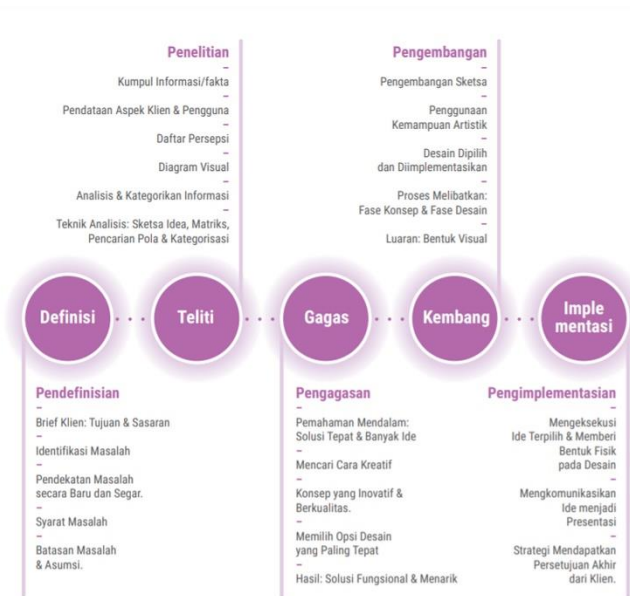 Penelitian
–
Kumpul Informasi/fakta
–
Pendataan Aspek Klien & Pengguna
–
Daftar Persepsi
–
Diagram Visual
–
Analisis & Kategorikan Informasi
–
Teknik Analisis: Sketsa Idea, Matriks,
Pencarian Pola & Kategorisasi
Pengembangan
–
Pengembangan Sketsa
–
Penggunaan
Kemampuan Artistik
–
Desain Dipilih
dan Diimplementasikan
–
Proses Melibatkan:
Fase Konsep & Fase Desain
–
Luaran: Bentuk Visual
Definisi
Teliti
Gagas
Kembang
Imple
mentasi
Pendefinisian
–
Brief Klien: Tujuan & Sasaran
–
Identifikasi Masalah
–
Pendekatan Masalah
secara Baru dan Segar.
–
Syarat Masalah
–
Batasan Masalah
& Asumsi.
Pengagasan
–
Pemahaman Mendalam:
Solusi Tepat & Banyak Ide
–
Mencari Cara Kreatif
–
Konsep yang Inovatif &
Berkualitas.
–
Memilih Opsi Desain
yang Paling Tepat
–
Hasil: Solusi Fungsional & Menarik
Pengimplementasian
–
Mengeksekusi
Ide Terpilih & Memberi
Bentuk Fisik
pada Desain
–
Mengkomunikasikan
Ide menjadi
Presentasi
–
Strategi Mendapatkan
Persetujuan Akhir
dari Klien.